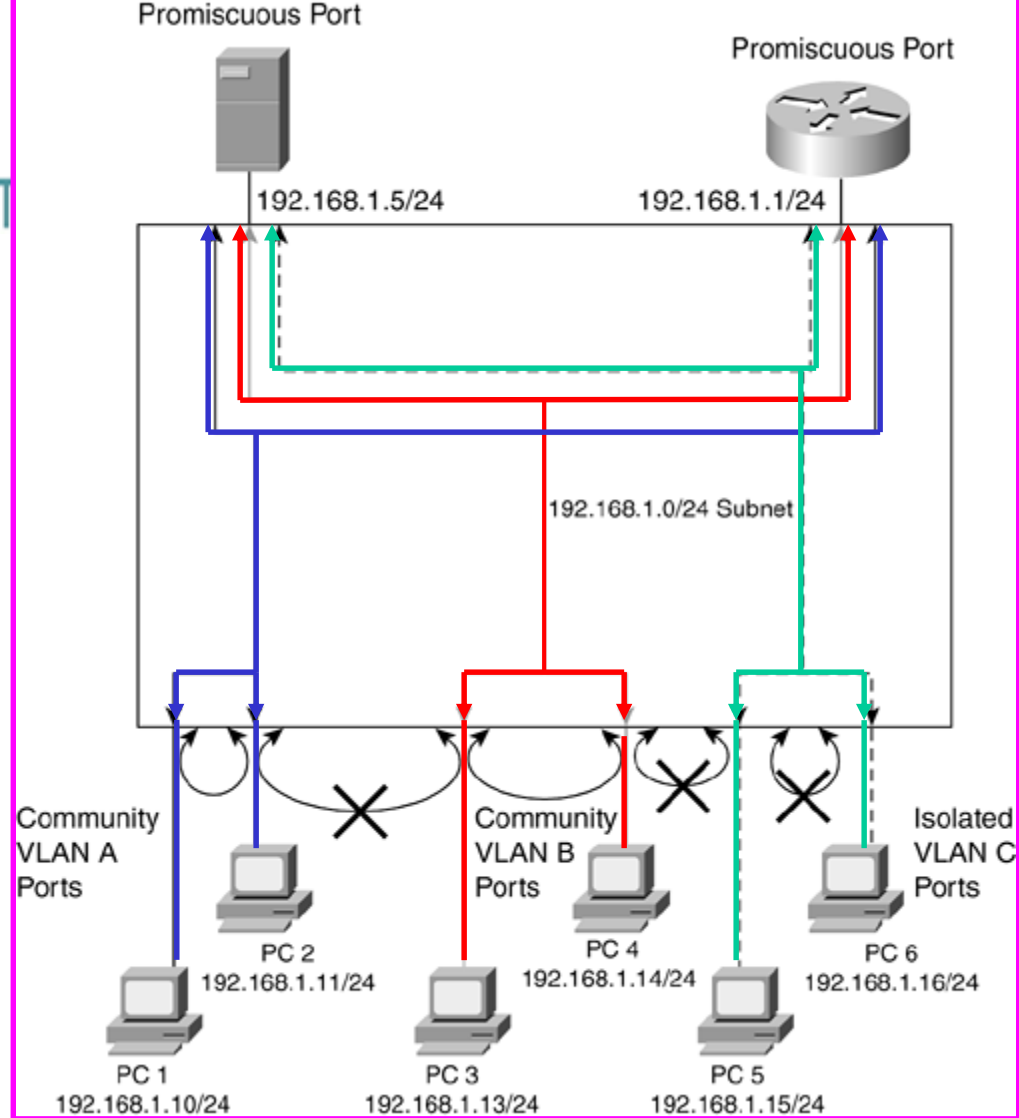 Promiscuous Port
Promiscuous Port
192.168.1.5/24
192.168.1.1/24
192.168.1.0/24 Subnet
Community
VLAN A
Ports
Community
VLAN B
Ports
Isolated
VLAN C
Ports
PC 2
192.168.1.11/24
PC 4
192.168.1.14/24
PC 6
192.168.1.16/24
PC 1
192.168.1.10/24
PC 3
192.168.1.13/24
PC 5
192.168.1.15/24